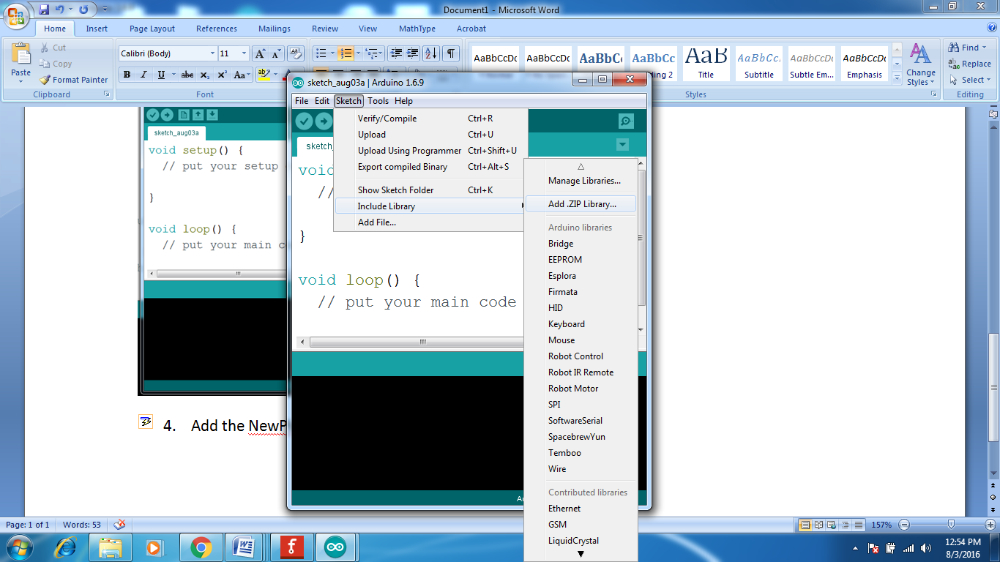 Document1 - Microsoft Word
Home Insert Page Layout References Mailings Review View MathType Acrobat
Paste
Cut
Copy
Format Painter
Clipboard
Calibri (Body) 11
B I U abc x₂ x² Aa
ab A
Font
AaBbCcDc AaBbCcDc AaBbC AaBbCc AaB AaBbCc AaBbCcDc AaBbCcDc
Title Subtitle Subtle Em... Emphasis
Change Styles
Styles
Find
Replace
Select
Editing
sketch_aug03a
void setup() {
// put your setup
}
void loop() {
// put your main
4. Add the
sketch_aug03a | Arduino 1.6.9
File Edit Sketch Tools Help
Verify/Compile Ctrl+R
Upload Ctrl+U
Upload Using Programmer Ctrl+Shift+U
Export compiled Binary Ctrl+Alt+S
Show Sketch Folder Ctrl+K
Include Library
Add File...
void
//
}
void loop() {
// put your main code
Manage Libraries...
Add .ZIP Library...
Arduino libraries
Bridge
EEPROM
Esplora
Firmata
HID
Keyboard
Mouse
Robot Control
Robot IR Remote
Robot Motor
SPI
SoftwareSerial
SpacebrewYun
Temboo
Wire
Contributed libraries
Ethernet
GSM
LiquidCrystal
Page: 1 of 1 Words: 53
157%
12:54 PM
8/3/2016